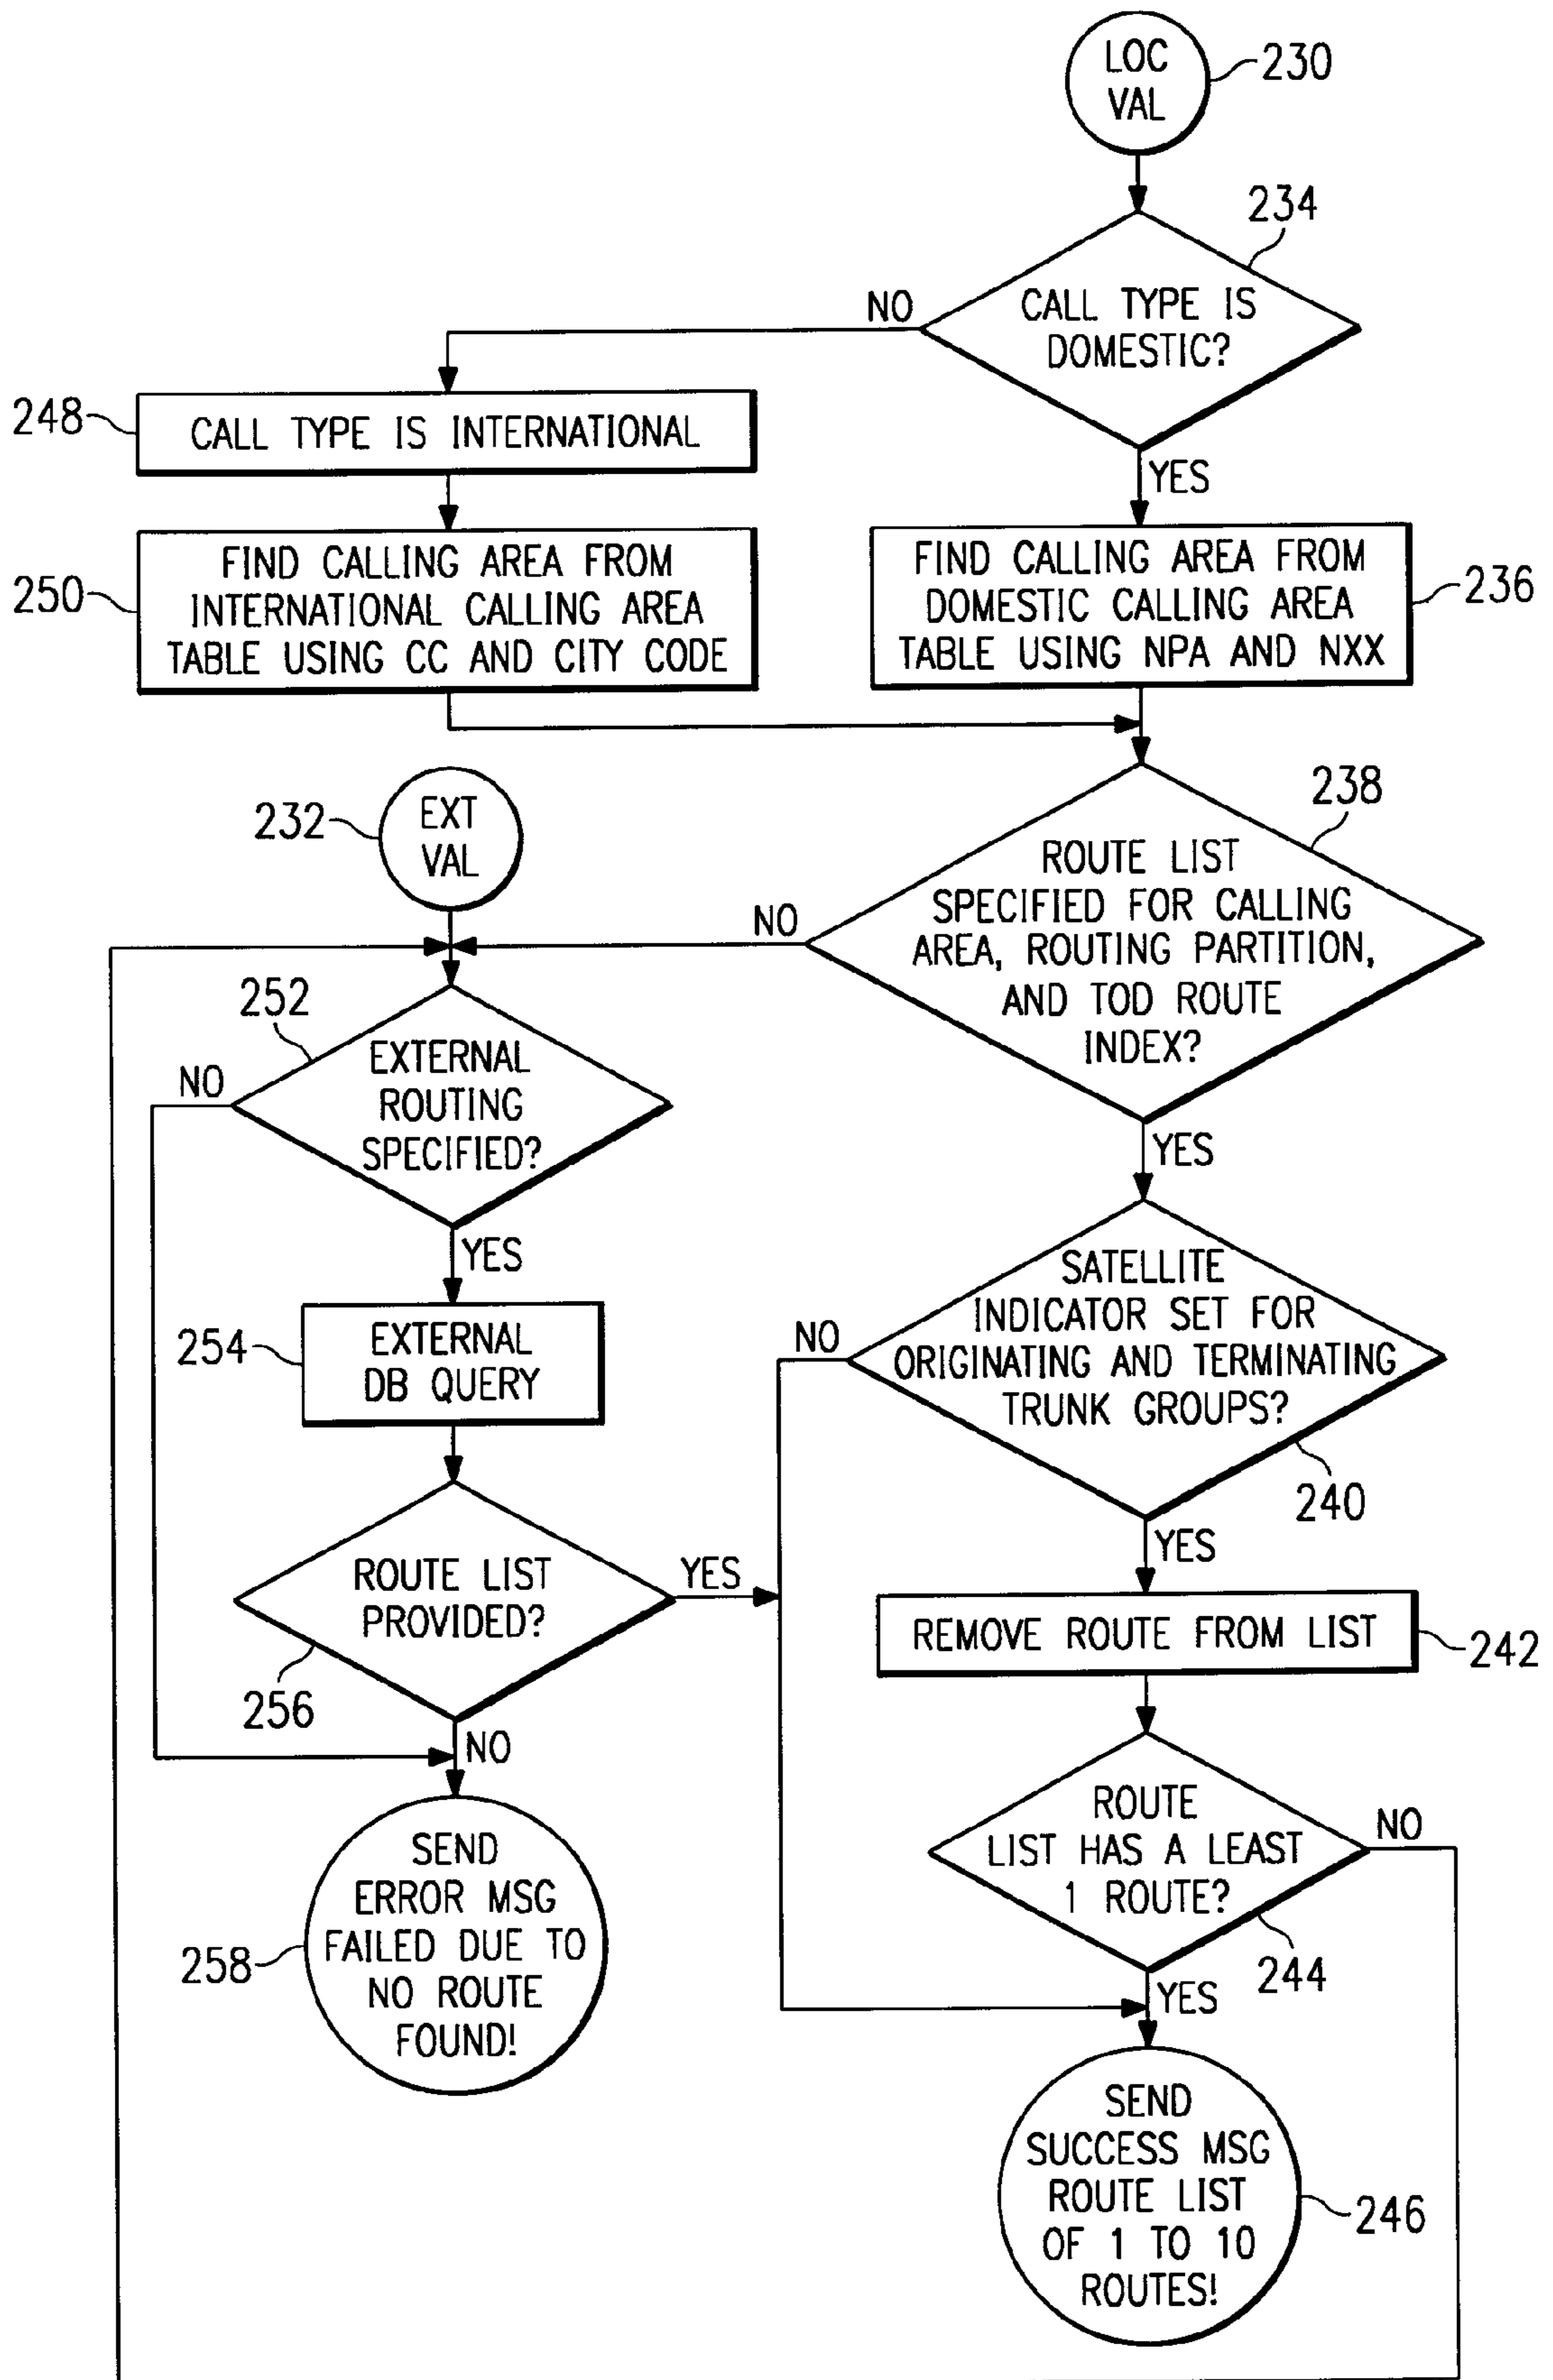 LOC
VAL
230
234
CALL TYPE IS
DOMESTIC?
NO
YES
248
CALL TYPE IS INTERNATIONAL
250
FIND CALLING AREA FROM
INTERNATIONAL CALLING AREA
TABLE USING CC AND CITY CODE
FIND CALLING AREA FROM
DOMESTIC CALLING AREA
TABLE USING NPA AND NXX
236
232
EXT
VAL
238
ROUTE LIST
SPECIFIED FOR CALLING
AREA, ROUTING PARTITION,
AND TOD ROUTE
INDEX?
NO
YES
252
EXTERNAL
ROUTING
SPECIFIED?
NO
YES
254
EXTERNAL
DB QUERY
SATELLITE
INDICATOR SET FOR
ORIGINATING AND TERMINATING
TRUNK GROUPS?
NO
240
YES
ROUTE LIST
PROVIDED?
YES
256
NO
REMOVE ROUTE FROM LIST
242
ROUTE
LIST HAS A LEAST
1 ROUTE?
NO
244
YES
258
SEND
ERROR MSG
FAILED DUE TO
NO ROUTE
FOUND!
SEND
SUCCESS MSG
ROUTE LIST
OF 1 TO 10
ROUTES!
246